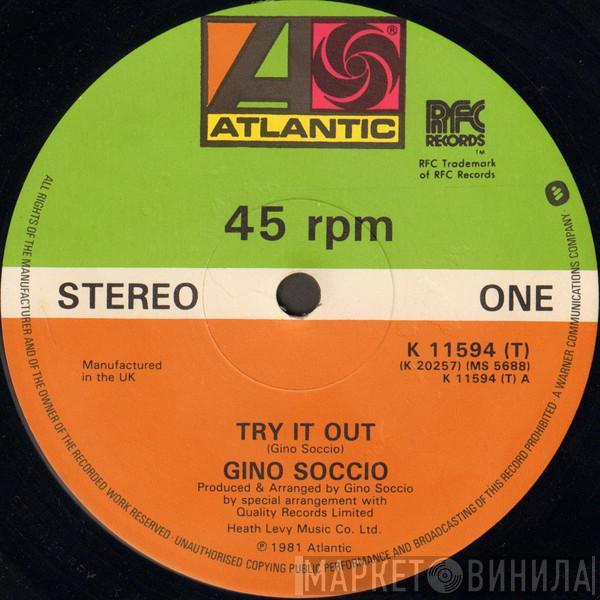 ATLANTIC
®
RFC
RECORDS
™
RFC Trademark
of RFC Records
45 rpm
STEREO
ONE
K 11594 (T)
(K 20257) (MS 5688)
K 11594 (T) A
Manufactured
in the UK
TRY IT OUT
(Gino Soccio)
GINO SOCCIO
Produced & Arranged by Gino Soccio
by special arrangement with
Quality Records Limited
Heath Levy Music Co. Ltd.
℗ 1981 Atlantic
ALL RIGHTS OF THE MANUFACTURER AND OF THE OWNER OF THE RECORDED WORK RESERVED · UNAUTHORISED COPYING PUBLIC PERFORMANCE AND BROADCASTING OF THIS RECORD PROHIBITED · A WARNER COMMUNICATIONS COMPANY ·
МАРКЕТ ВИНИЛА